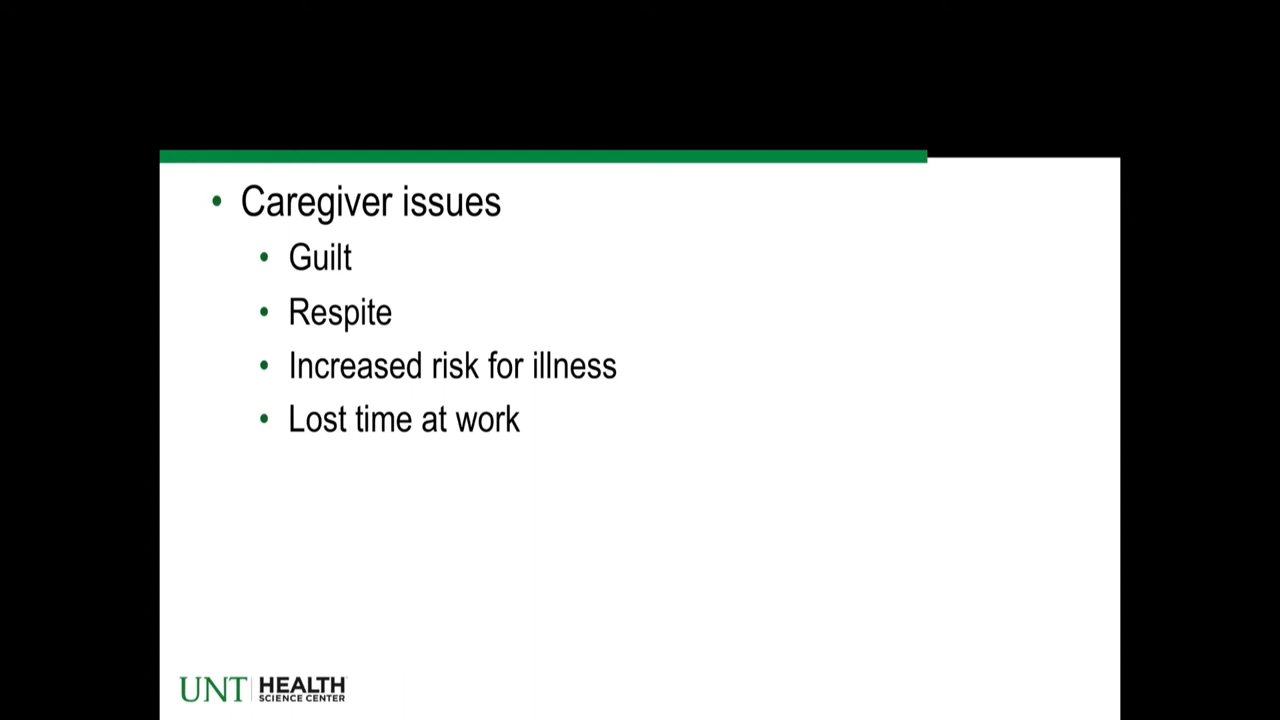 • Caregiver issues
• Guilt
• Respite
• Increased risk for illness
• Lost time at work
UNT HEALTH
SCIENCE CENTER